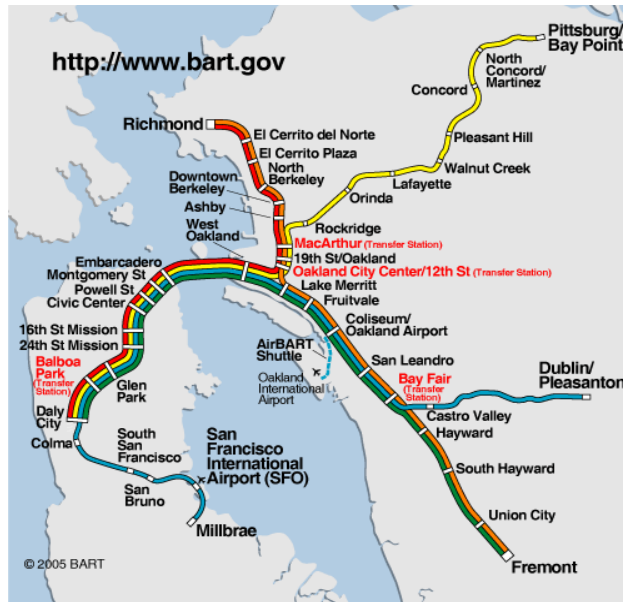 http://www.bart.gov
Pittsburg/
Bay Point
North
Concord/
Martinez
Concord
Richmond
El Cerrito del Norte
Pleasant Hill
El Cerrito Plaza
North
Berkeley
Walnut Creek
Downtown
Berkeley
Lafayette
Orinda
Ashby
West
Oakland
Rockridge
MacArthur (Transfer Station)
19th St/Oakland
Oakland City Center/12th St (Transfer Station)
Embarcadero
Montgomery St
Powell St
Civic Center
Lake Merritt
Fruitvale
Coliseum/
Oakland Airport
16th St Mission
24th St Mission
AirBART
Shuttle
Oakland
International
Airport
San Leandro
Balboa
Park
(Transfer
Station)
Glen
Park
Bay Fair
(Transfer
Station)
Dublin/
Pleasanton
Castro Valley
Daly
City
Hayward
Colma
South
San
Francisco
San
Francisco
International
Airport (SFO)
South Hayward
San
Bruno
Union City
Millbrae
Fremont
© 2005 BART